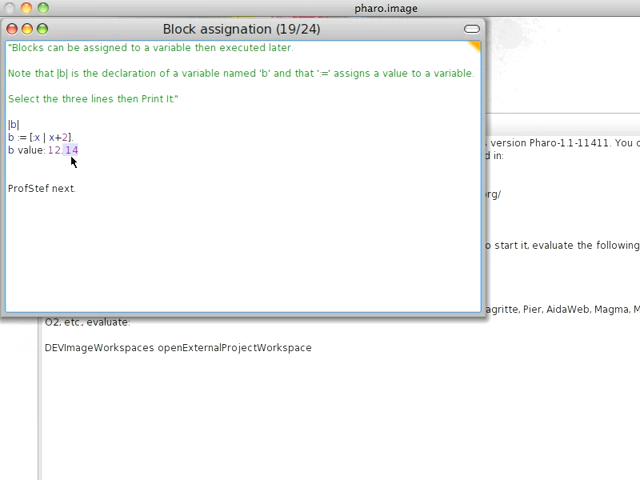 pharo.image
Block assignation (19/24)
"Blocks can be assigned to a variable then executed later.
Note that |b| is the declaration of a variable named 'b' and that ':=' assigns a value to a variable.
Select the three lines then Print It."
|b|
b := [:x | x+2].
b value: 12. 14
ProfStef next.
version Pharo-1.1-11411. You c
d in:
org/
o start it, evaluate the following
agritte, Pier, AidaWeb, Magma, M
O2, etc, evaluate:
DEVImageWorkspaces openExternalProjectWorkspace